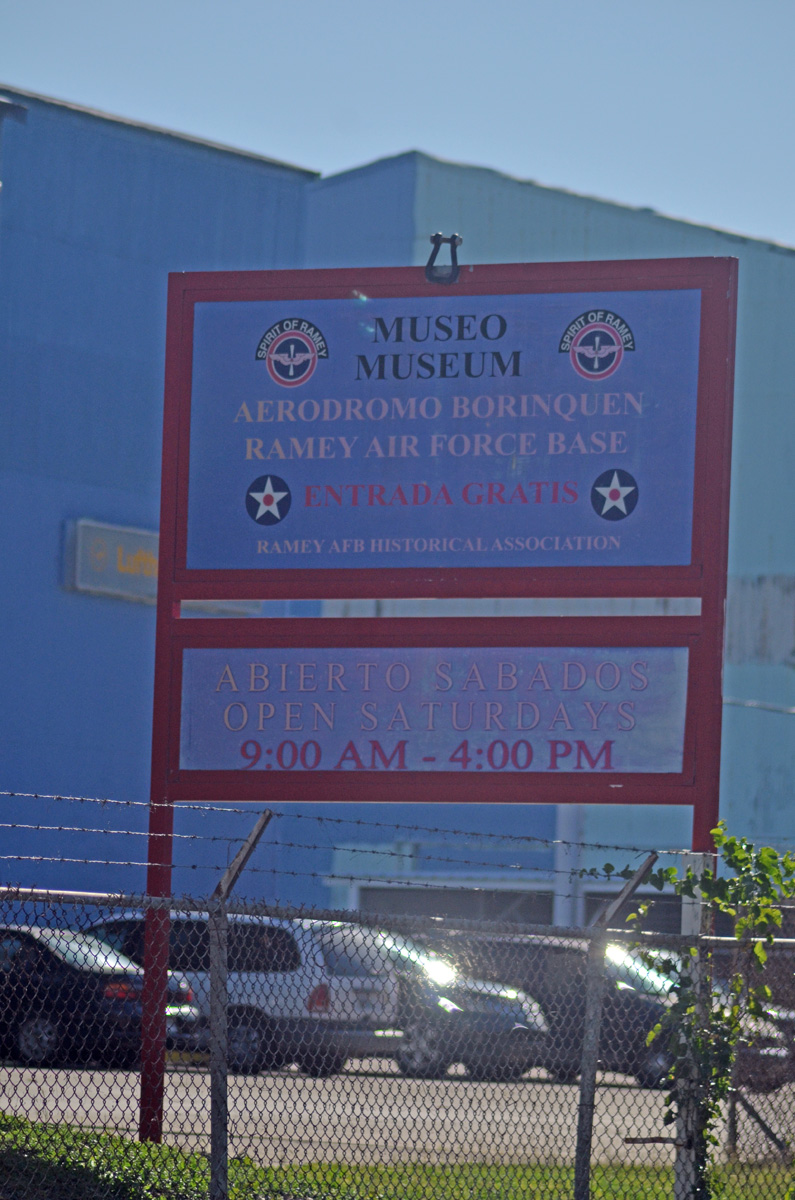 SPIRIT OF RAMEY
MUSEO
SPIRIT OF RAMEY
MUSEUM
AERODROMO BORINQUEN
RAMEY AIR FORCE BASE
ENTRADA GRATIS
RAMEY AFB HISTORICAL ASSOCIATION
ABIERTO SABADOS
OPEN SATURDAYS
9:00 AM - 4:00 PM